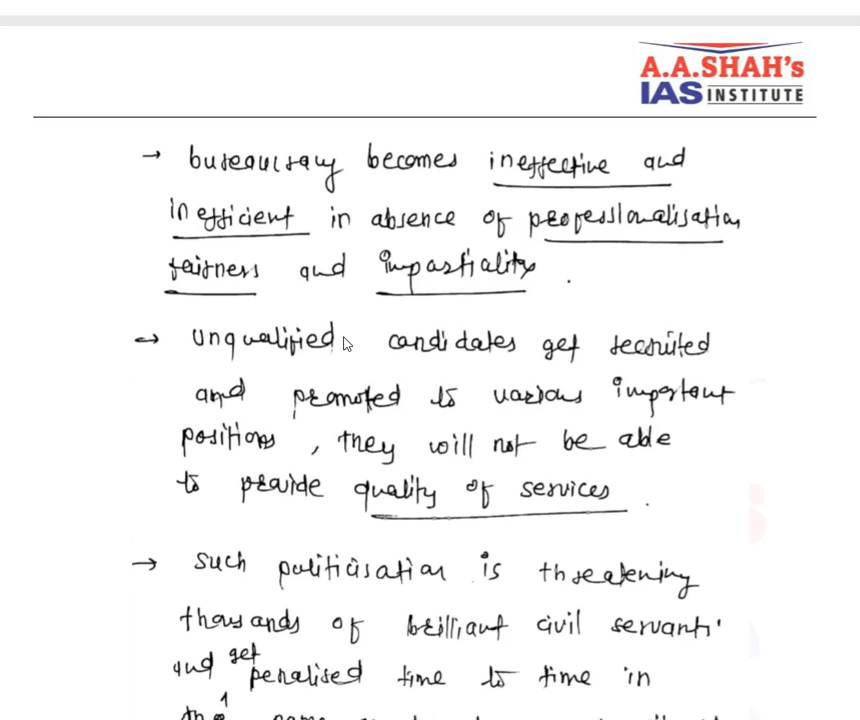 A.A.SHAH's
IAS INSTITUTE
→ bureaucracy becomes ineffective and
inefficient in absence of professionalisation
fairness and impartiality .
→ Unqualified candidates get recruited
and promoted to various important
positions , they will not be able
to provide quality of services .
→ such politicisation is threatening
thousands of brilliant civil servants
and get penalised time to time in
the name